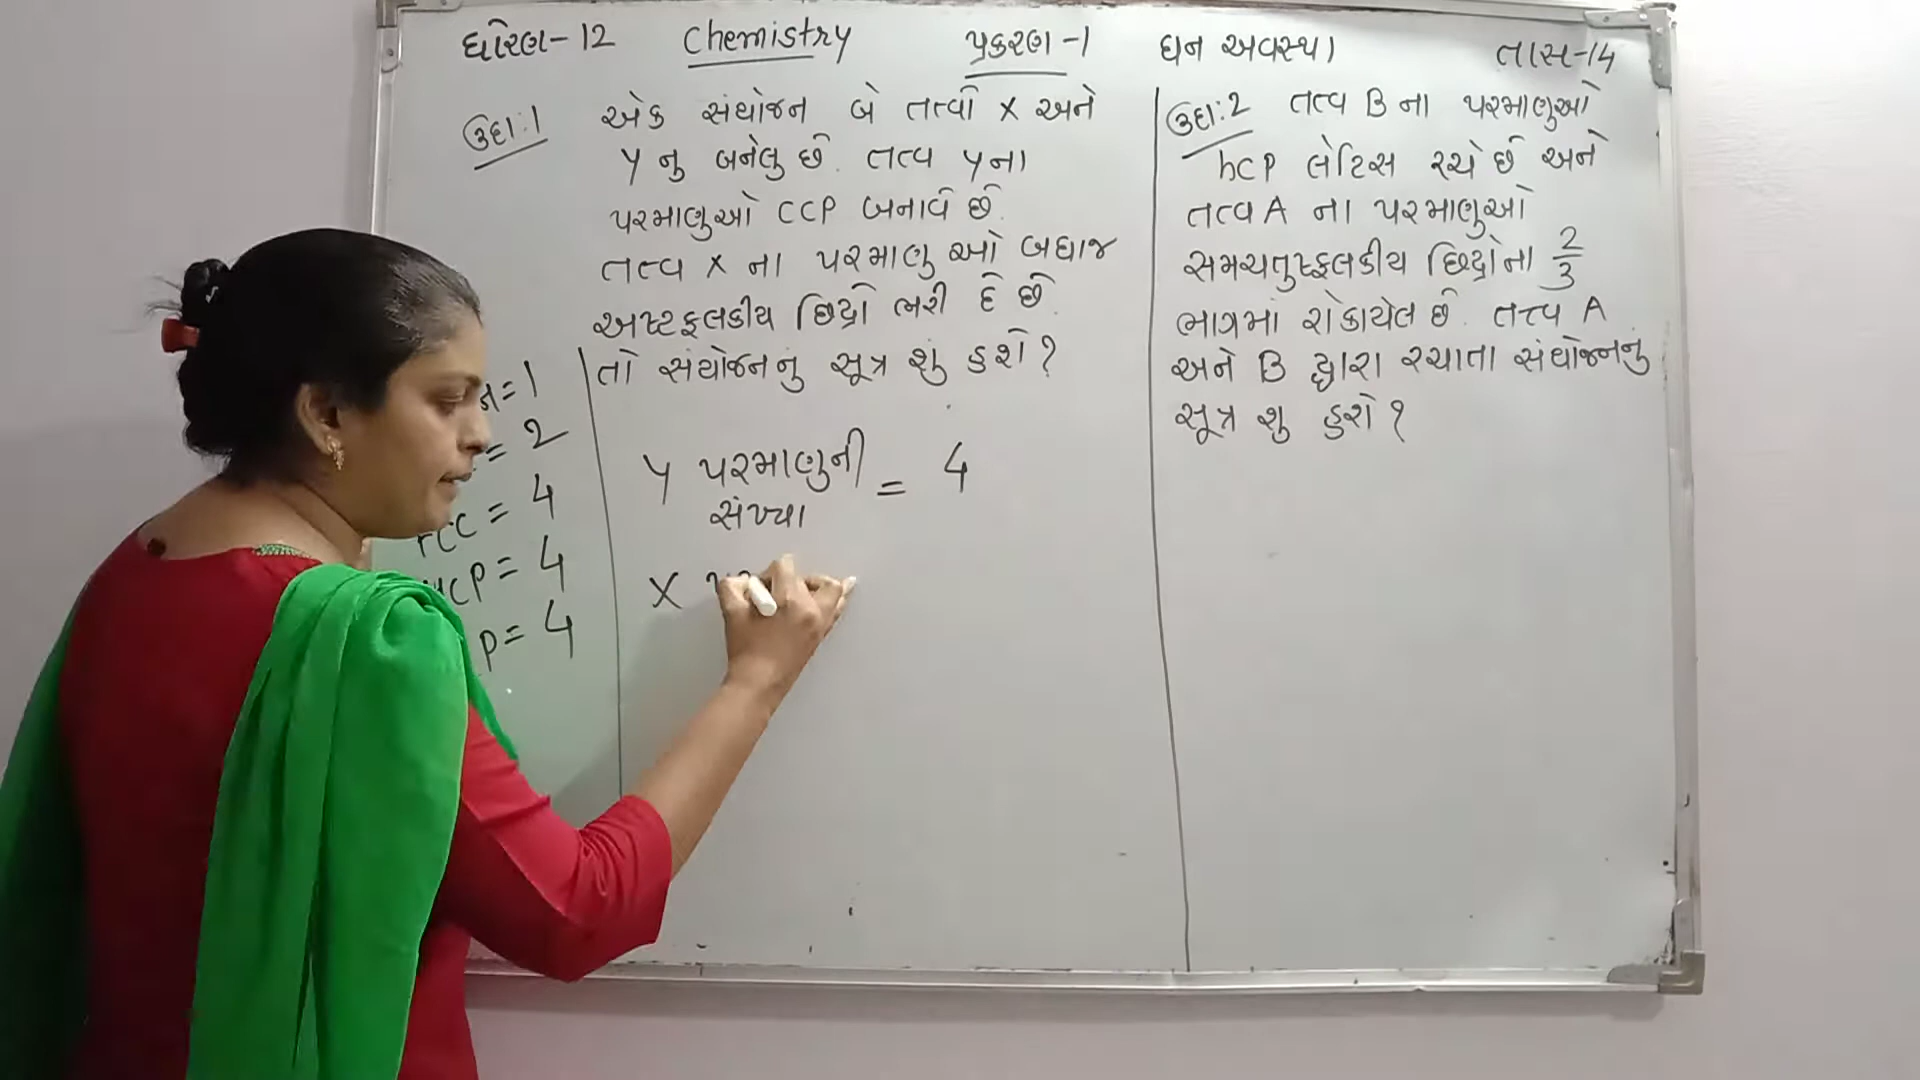 ધોરણ-12 Chemistry પ્રકરણ-1 ઘન અવસ્થા તાસ-14
ઉદા:1 એક સંયોજન બે તત્વો X અને
Y નુ બનેલુ છે. તત્વ Y ના
પરમાણુઓ CCP બનાવે છે.
તત્વ X ના પરમાણુઓ બધાજ
અષ્ટફલકીય છિદ્રો ભરી દે છે.
તો સંયોજનનું સૂત્ર શું હશે?
Y પરમાણુની
સંખ્યા = 4
X
= 1
= 2
FCC = 4
CP = 4
P = 4
ઉદા:2 તત્વ B ના પરમાણુઓ
hCP લેટિસ રચે છે અને
તત્વ A ના પરમાણુઓ
સમચતુષ્ફલકીય છિદ્રોના 2/3
ભાગમાં રોકાયેલ છે. તત્ત્વ A
અને B દ્વારા રચાતા સંયોજનનું
સૂત્ર શુ હશે?